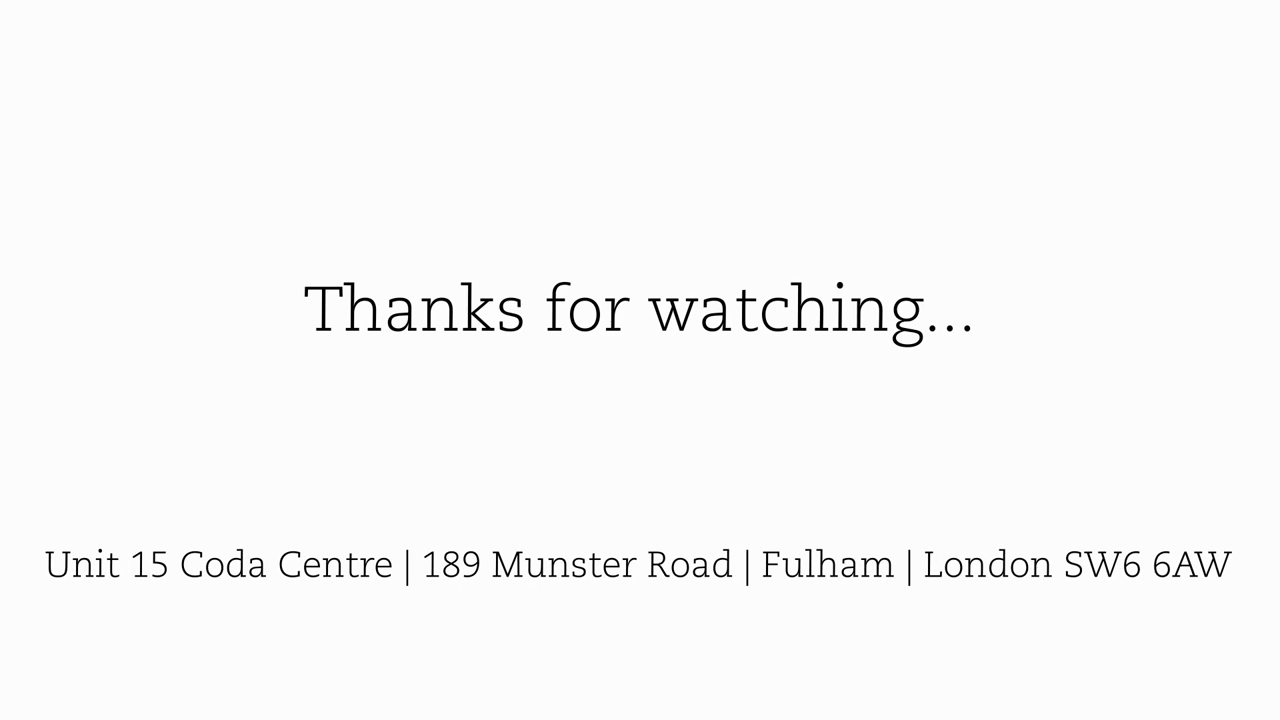 Thanks for watching...
Unit 15 Coda Centre | 189 Munster Road | Fulham | London SW6 6AW